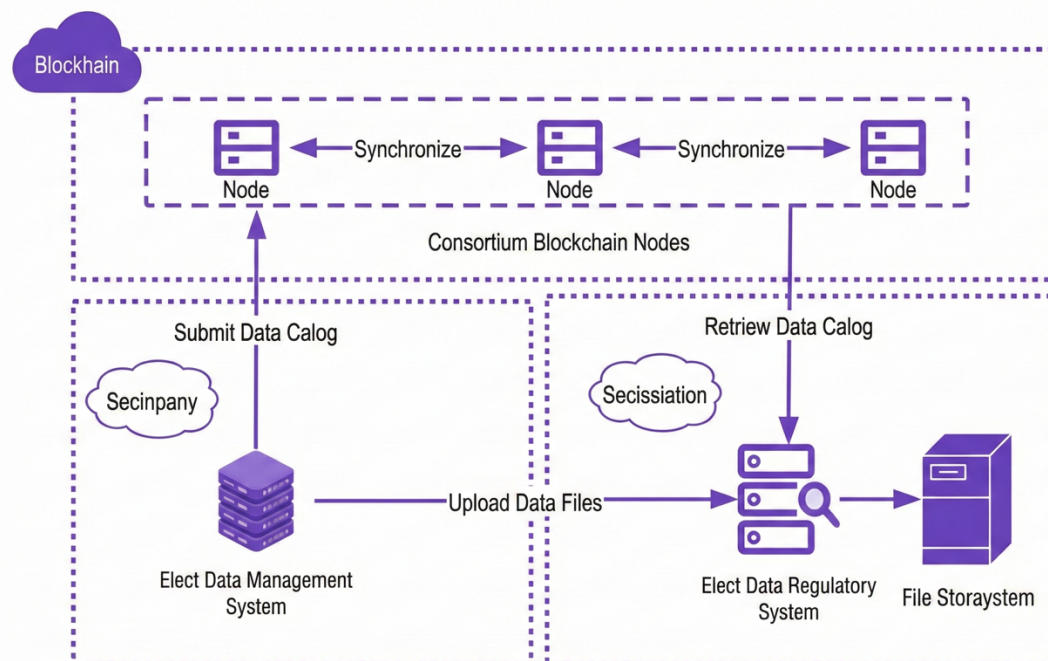 Blockhain
Synchronize
Synchronize
Node
Node
Node
Consortium Blockchain Nodes
Submit Data Calog
Retriew Data Calog
Secinpany
Secissiation
Upload Data Files
Elect Data Management
System
Elect Data Regulatory
System
File Storaystem